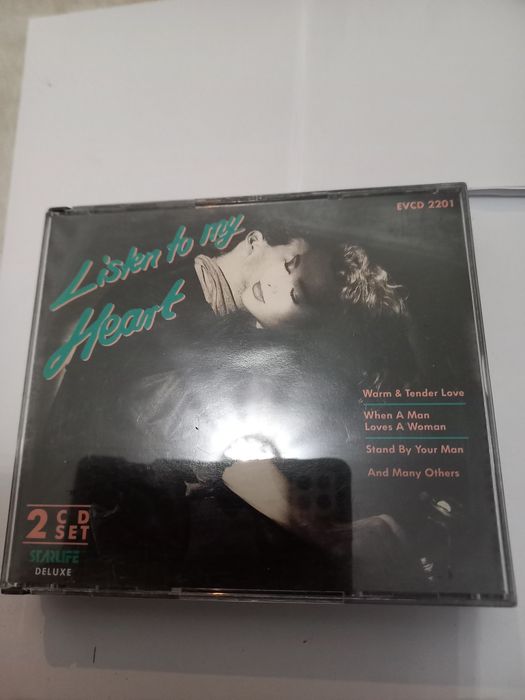 EVCD 2201
Listen to my
Heart
Warm & Tender Love
When A Man
Loves A Woman
Stand By Your Man
And Many Others
2 CD
SET
STARLIFE
DELUXE